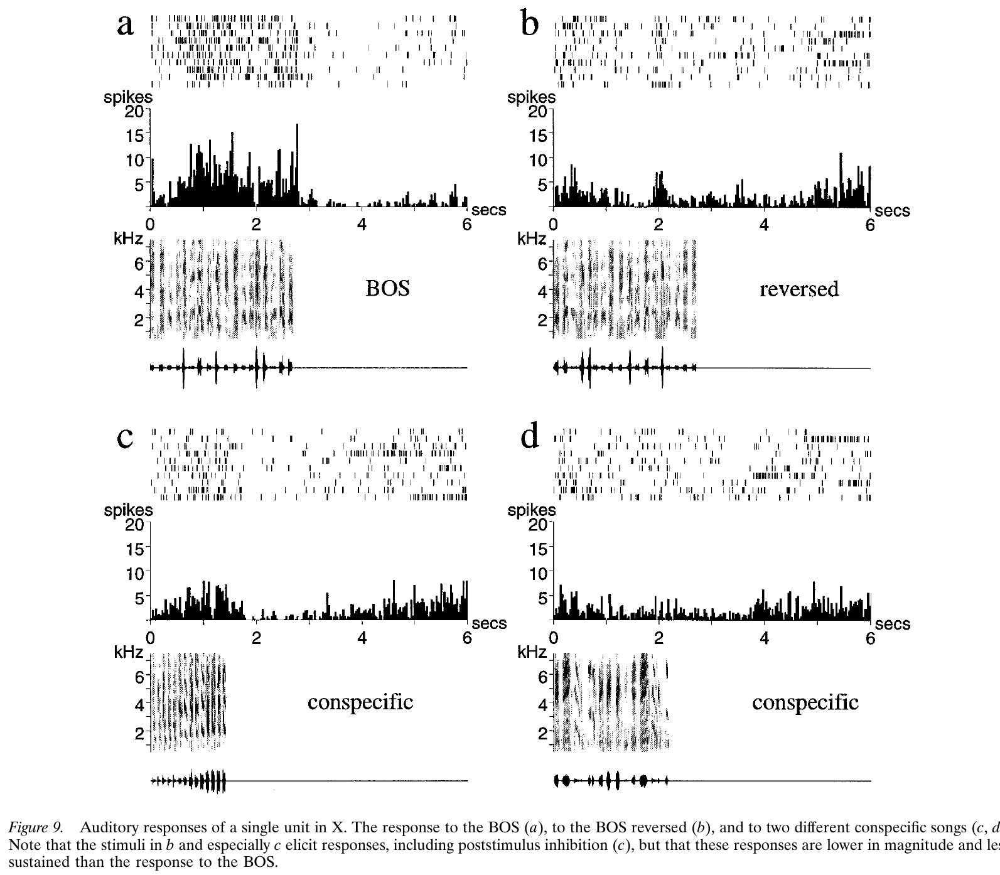 a
b
spikes
20
15
10
5
secs
0 2 4 6
kHz
6
4
2
BOS
spikes
20
15
10
5
secs
0 2 4 6
kHz
6
4
2
reversed
c
d
spikes
20
15
10
5
secs
0 2 4 6
kHz
6
4
2
conspecific
spikes
20
15
10
5
secs
0 2 4 6
kHz
6
4
2
conspecific
Figure 9. Auditory responses of a single unit in X. The response to the BOS (a), to the BOS reversed (b), and to two different conspecific songs (c, d
Note that the stimuli in b and especially c elicit responses, including poststimulus inhibition (c), but that these responses are lower in magnitude and les
sustained than the response to the BOS.